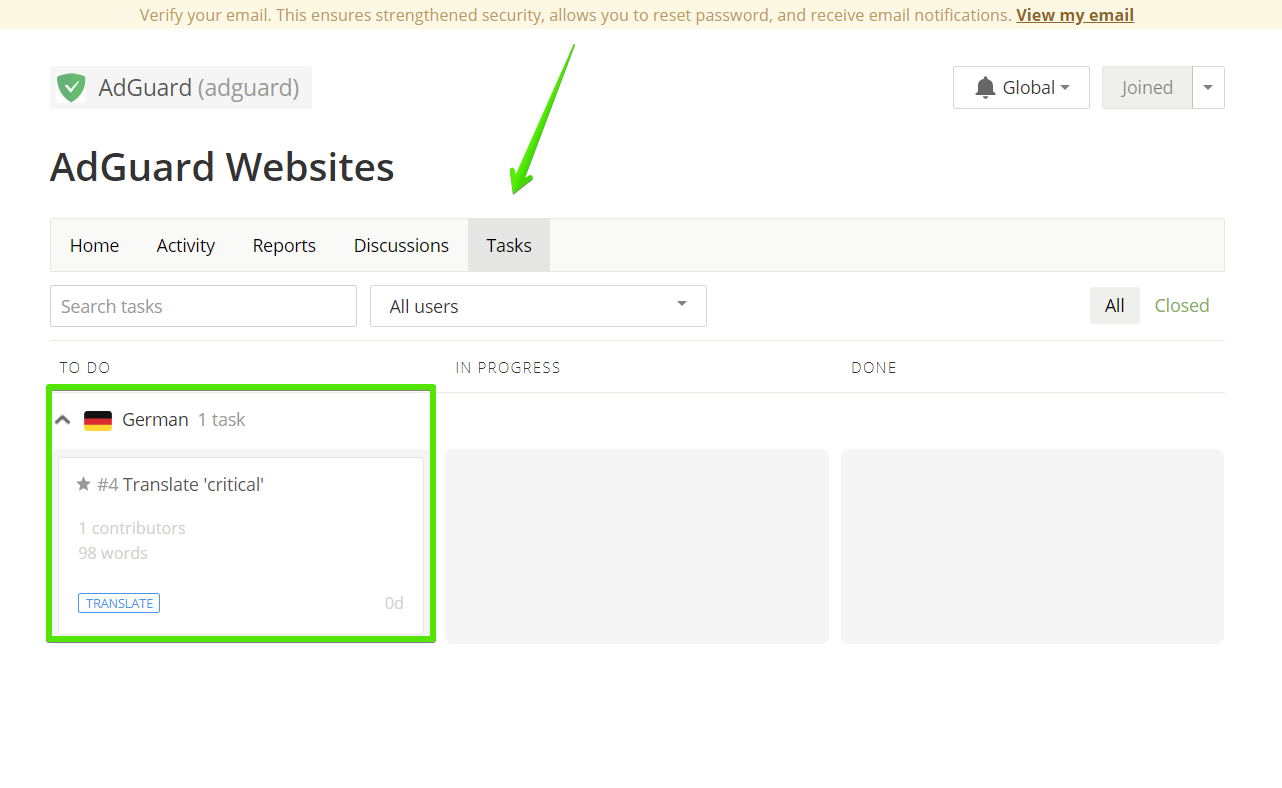 Verify your email. This ensures strengthened security, allows you to reset password, and receive email notifications. View my email
AdGuard (adguard)
Global
Joined
AdGuard Websites
Home Activity Reports Discussions Tasks
Search tasks
All users
All
Closed
TO DO
IN PROGRESS
DONE
German 1 task
#4 Translate 'critical'
1 contributors
98 words
TRANSLATE
0d